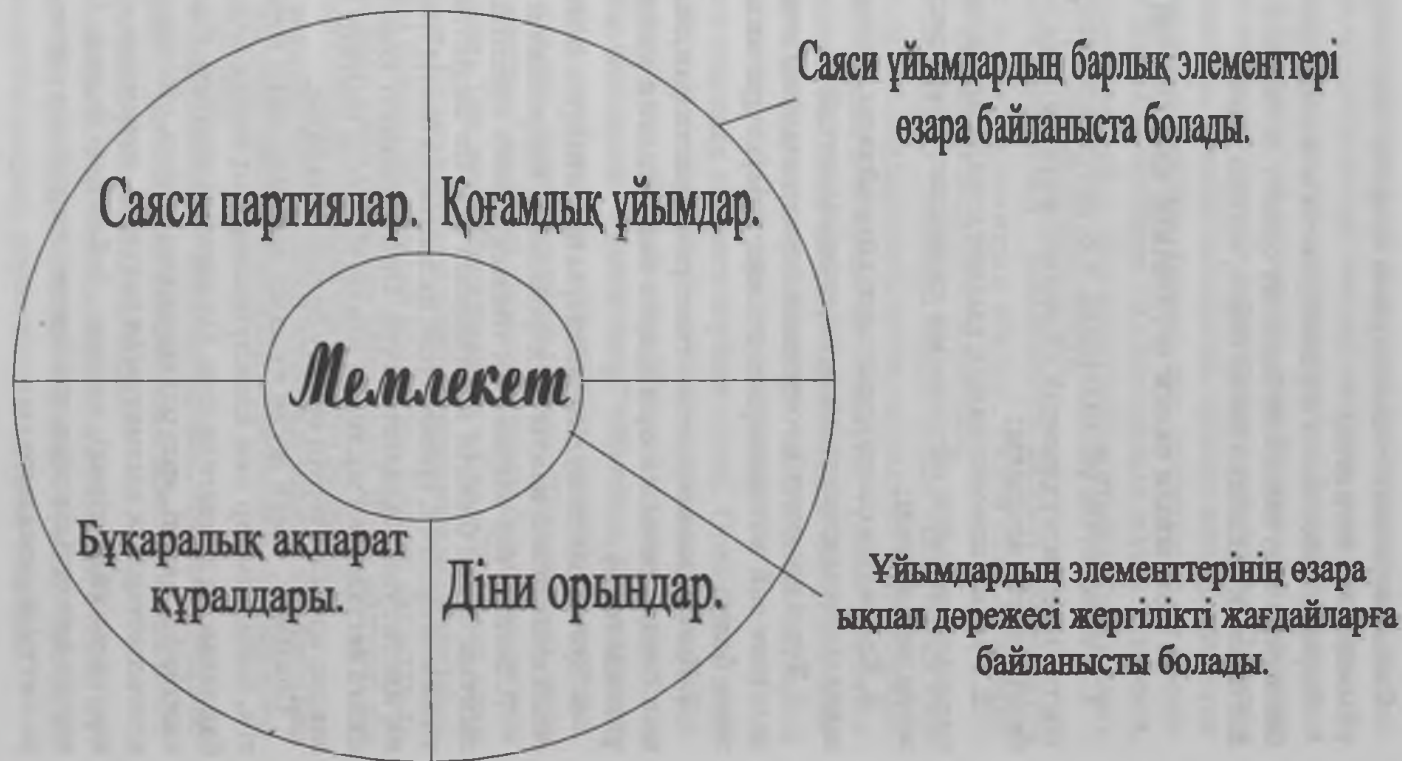 Саяси ұйымдардың барлық элементтері
өзара байланыста болады.
Саяси партиялар.
Қоғамдық ұйымдар.
Мемлекет
Бұқаралық ақпарат
құралдары.
Діни орындар.
Ұйымдардың элементтерінің өзара
ықпал дәрежесі жергілікті жағдайларға
байланысты болады.